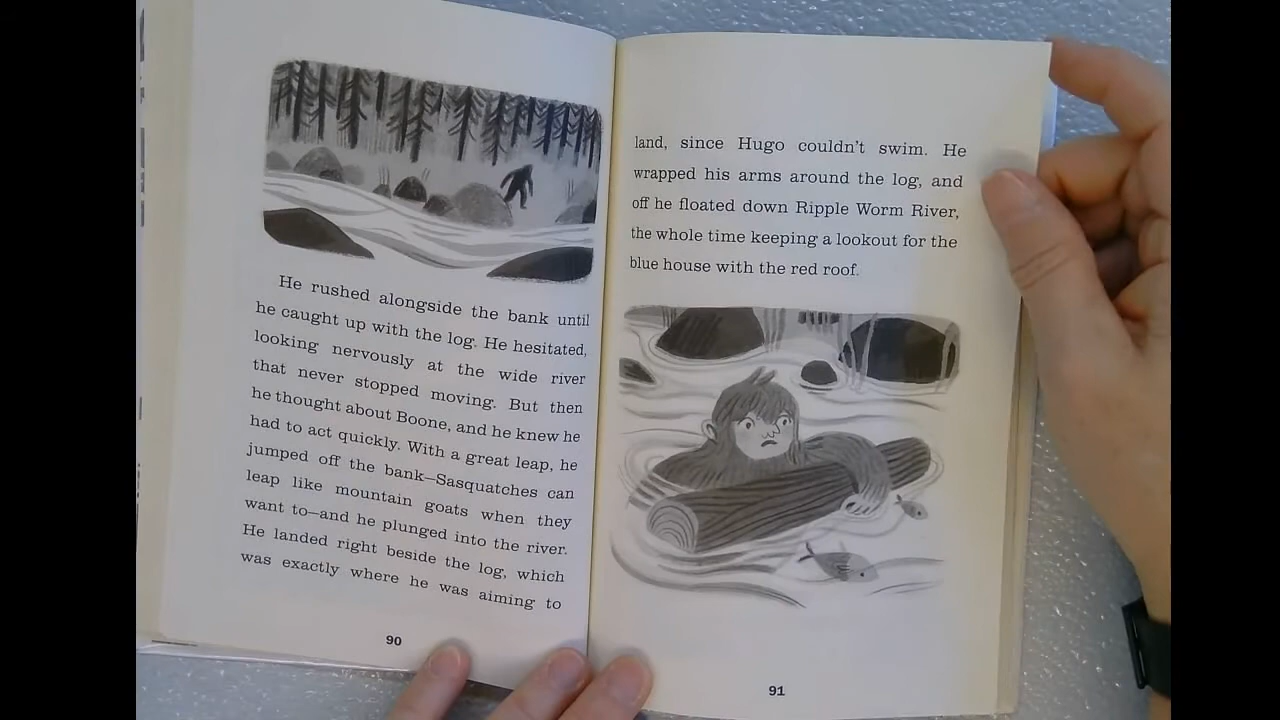 He rushed alongside the bank until
he caught up with the log. He hesitated,
looking nervously at the wide river
that never stopped moving. But then
he thought about Boone, and he knew he
had to act quickly. With a great leap, he
jumped off the bank—Sasquatches can
leap like mountain goats when they
want to—and he plunged into the river.
He landed right beside the log, which
was exactly where he was aiming to
90
land, since Hugo couldn't swim. He
wrapped his arms around the log, and
off he floated down Ripple Worm River,
the whole time keeping a lookout for the
blue house with the red roof.
91